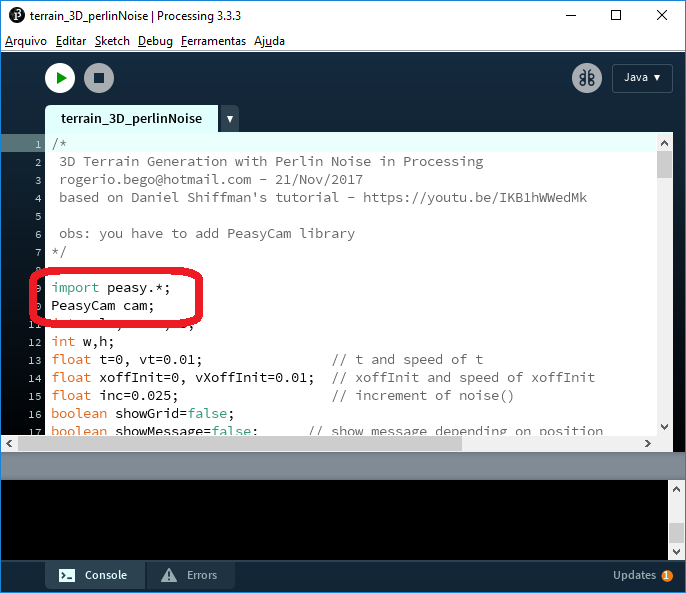 terrain_3D_perlinNoise | Processing 3.3.3
Arquivo Editar Sketch Debug Ferramentas Ajuda
Java ▾
terrain_3D_perlinNoise ▾
1 /*
2 3D Terrain Generation with Perlin Noise in Processing
3 rogerio.bego@hotmail.com - 21/Nov/2017
4 based on Daniel Shiffman's tutorial - https://youtu.be/IKB1hWWedMk
5
6 obs: you have to add PeasyCam library
7 */
import peasy.*;
PeasyCam cam;
11
12 int w,h;
13 float t=0, vt=0.01; // t and speed of t
14 float xoffInit=0, vXoffInit=0.01; // xoffInit and speed of xoffInit
15 float inc=0.025; // increment of noise()
16 boolean showGrid=false;
17 boolean showMessage=false; // show message depending on position
Console Errors Updates 1